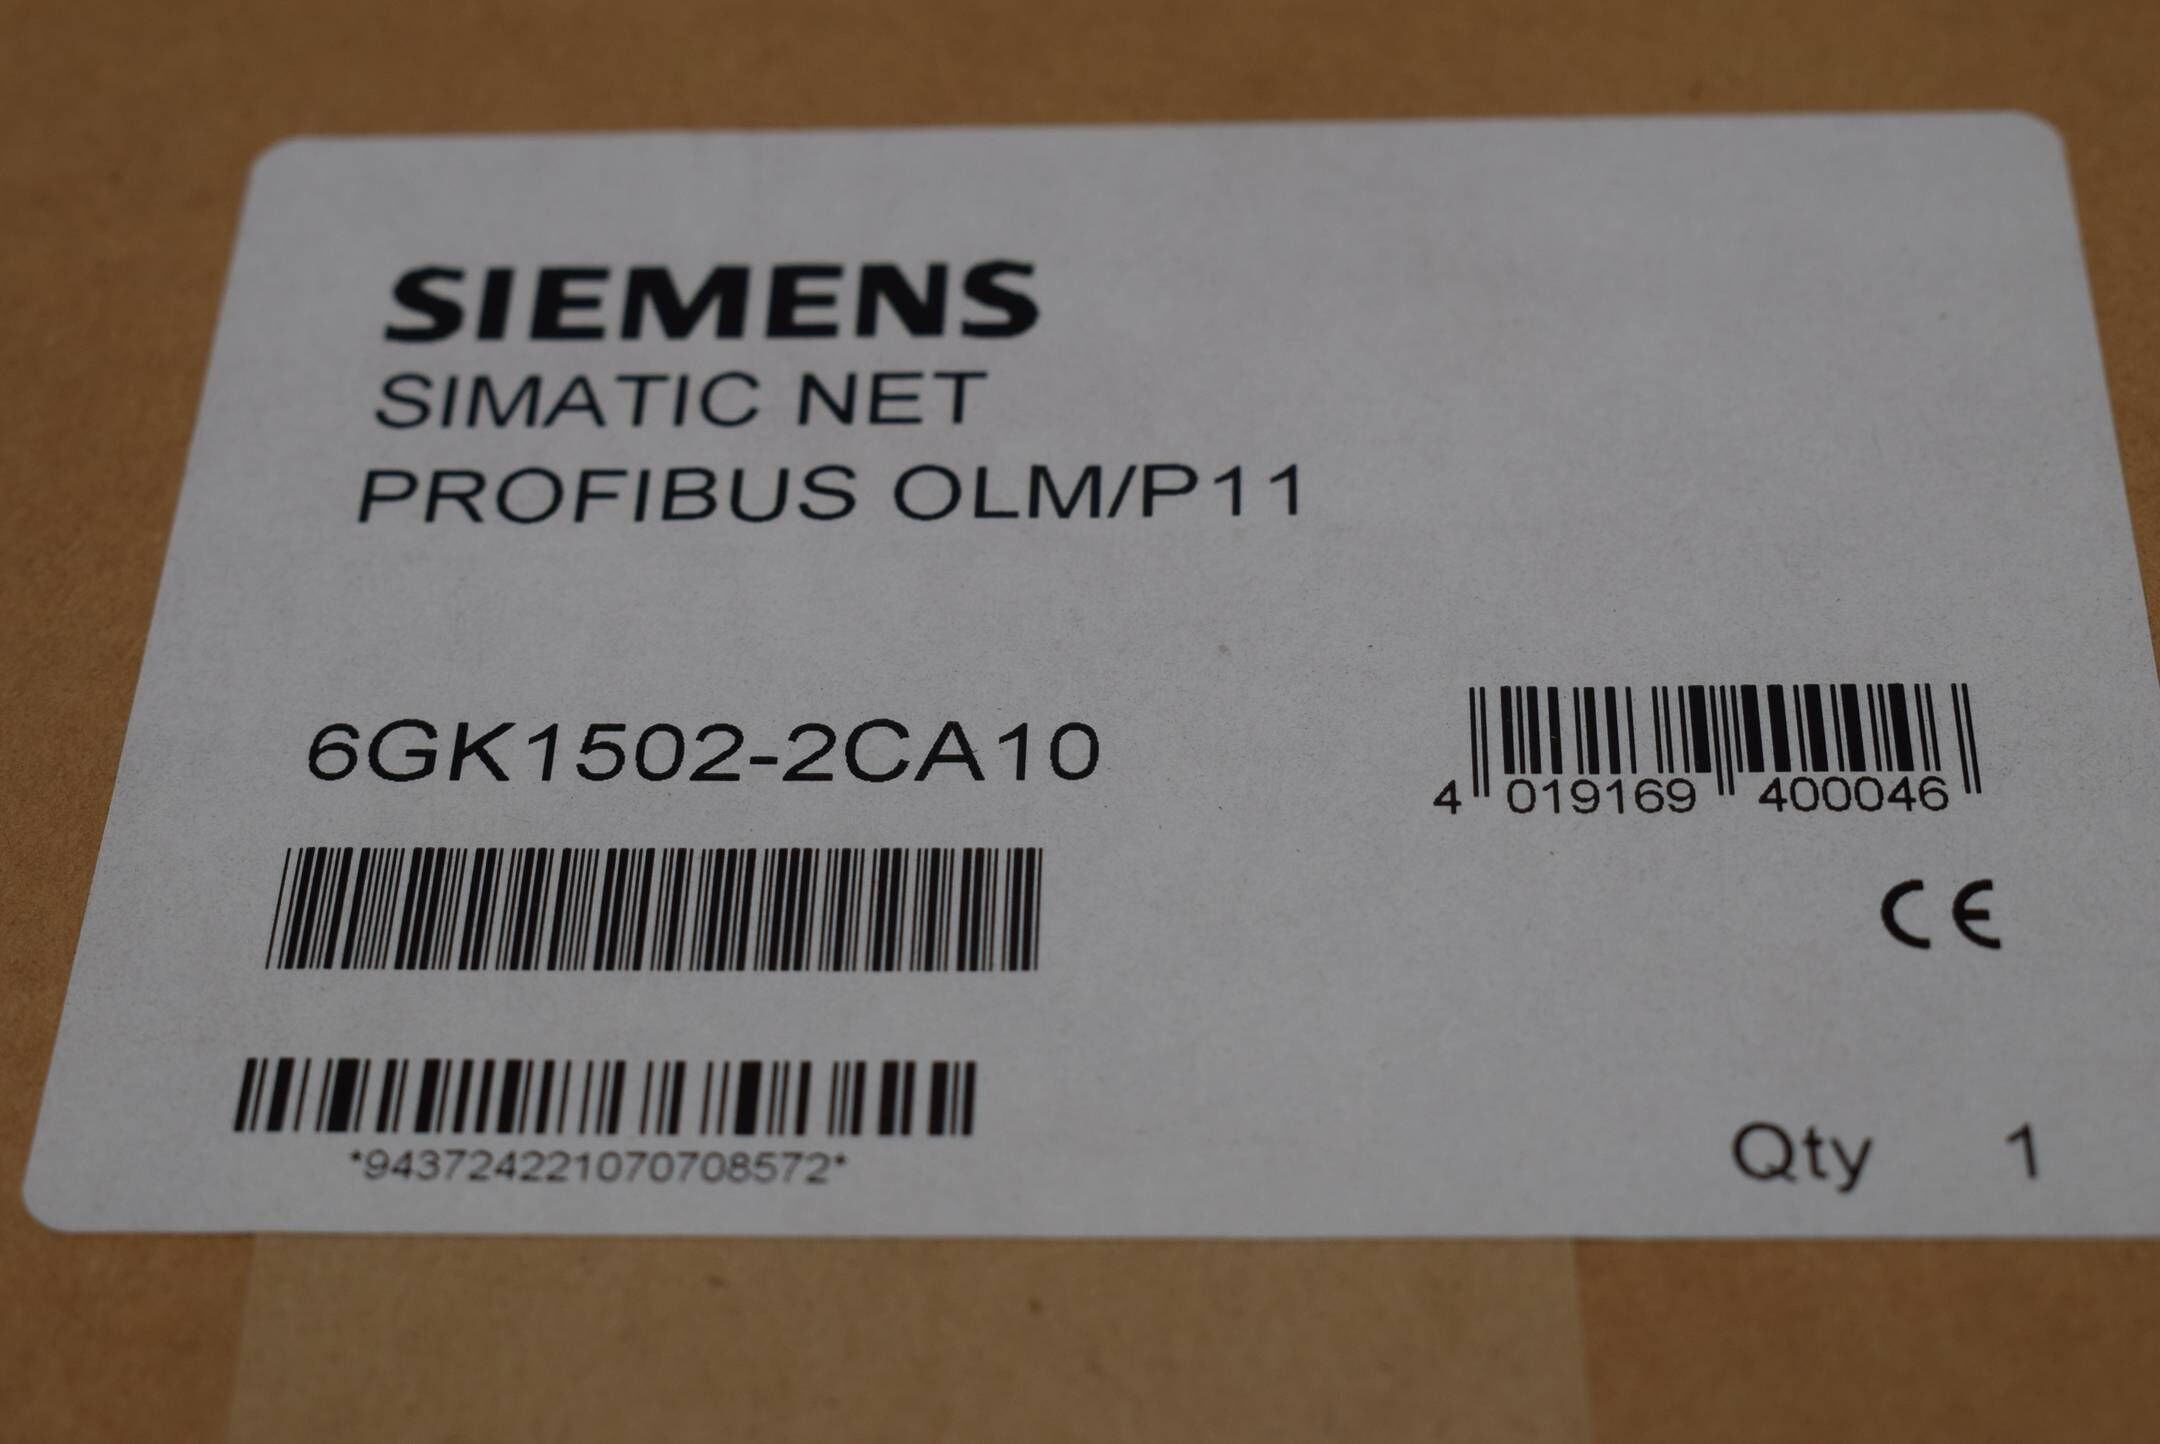 SIEMENS
SIMATIC NET
PROFIBUS OLM/P11
6GK1502-2CA10
4 019169 400046
CE
*943724221070708572*
Qty 1